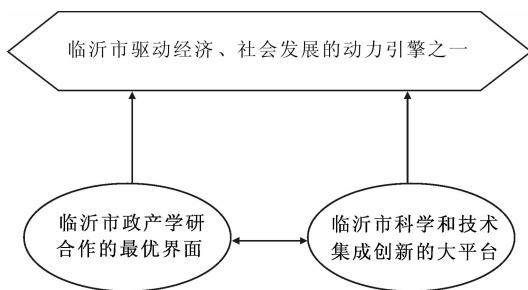 临沂市驱动经济、社会发展的动力引擎之一
临沂市政产学研
合作的最优界面
临沂市科学和技术
集成创新的大平台